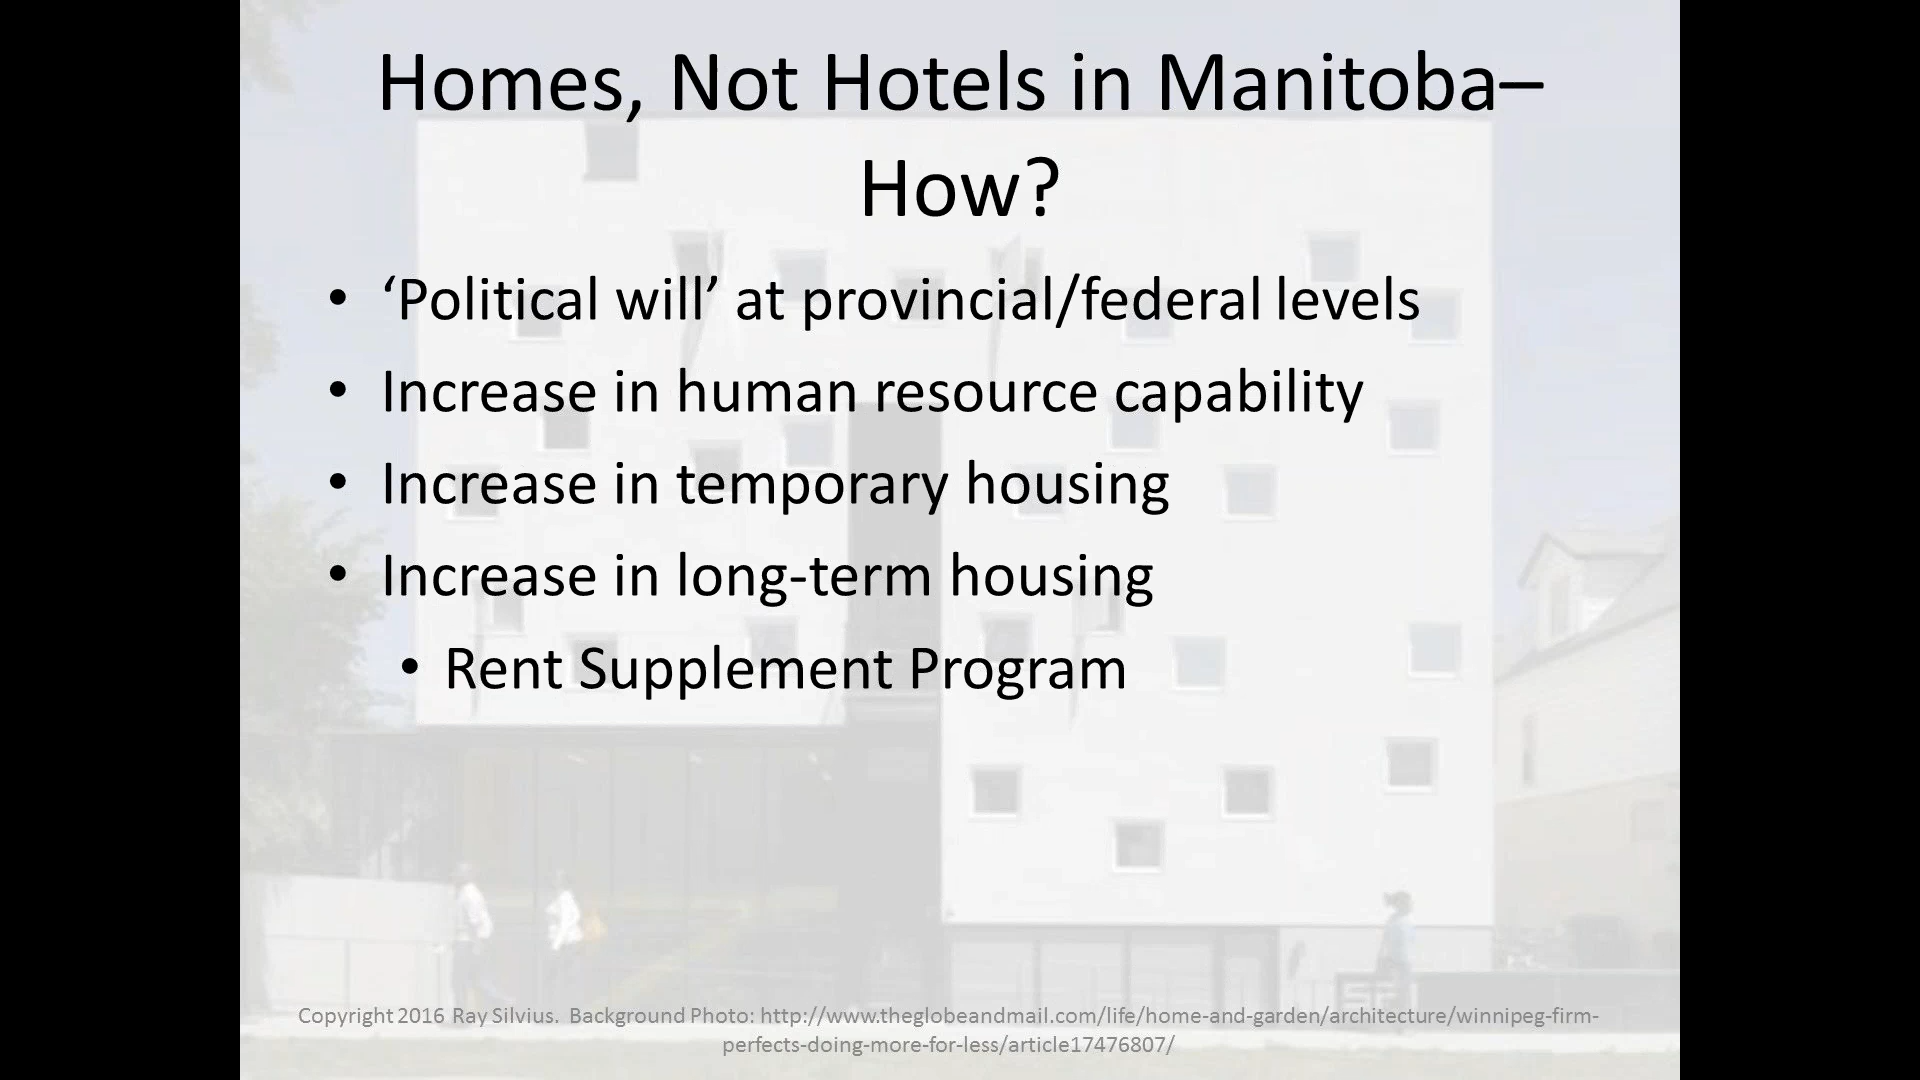 Homes, Not Hotels in Manitoba–
How?
• ‘Political will’ at provincial/federal levels
• Increase in human resource capability
• Increase in temporary housing
• Increase in long-term housing
• Rent Supplement Program
Copyright 2016 Ray Silvius. Background Photo: http://www.theglobeandmail.com/life/home-and-garden/architecture/winnipeg-firm-
perfects-doing-more-for-less/article17476807/